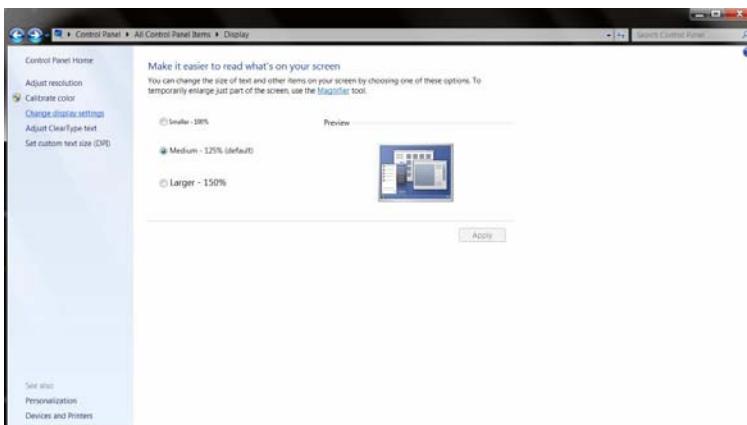 Control Panel ▸ All Control Panel Items ▸ Display
Search Control Panel
Control Panel Home
Adjust resolution
Calibrate color
Change display settings
Adjust ClearType text
Set custom text size (DPI)
Make it easier to read what's on your screen
You can change the size of text and other items on your screen by choosing one of these options. To
temporarily enlarge just part of the screen, use the Magnifier tool.
Smaller - 100%
Preview
Medium - 125% (default)
Larger - 150%
Apply
See also
Personalization
Devices and Printers